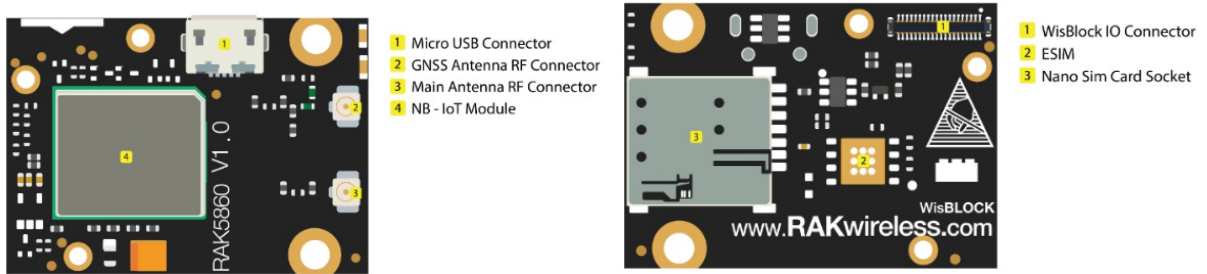 1 Micro USB Connector
2 GNSS Antenna RF Connector
3 Main Antenna RF Connector
4 NB - IoT Module
1
2
3
4
RAK5860 V1.0
1 WisBlock IO Connector
2 ESIM
3 Nano Sim Card Socket
1
3
2
WisBLOCK
www.RAKwireless.com